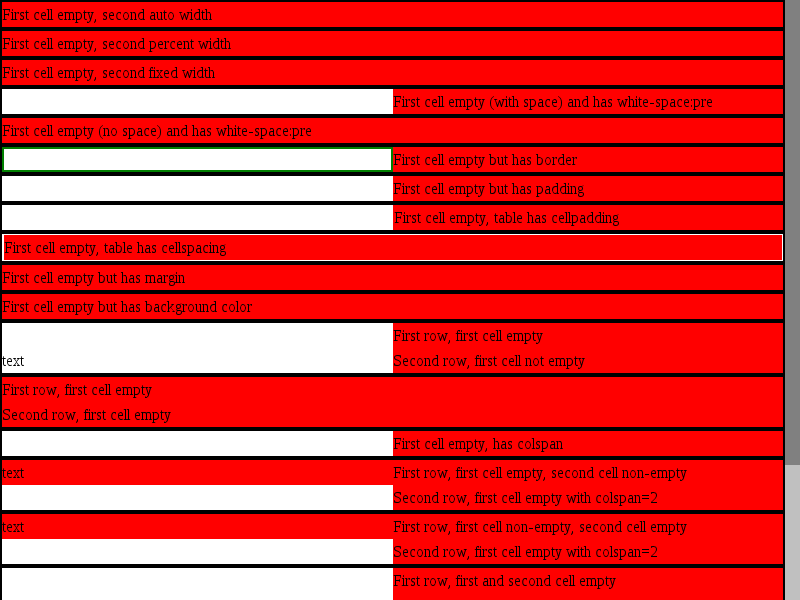 First cell empty, second auto width
First cell empty, second percent width
First cell empty, second fixed width
First cell empty (with space) and has white-space:pre
First cell empty (no space) and has white-space:pre
First cell empty but has border
First cell empty but has padding
First cell empty, table has cellpadding
First cell empty, table has cellspacing
First cell empty but has margin
First cell empty but has background color
First row, first cell empty
text Second row, first cell not empty
First row, first cell empty
Second row, first cell empty
First cell empty, has colspan
text First row, first cell empty, second cell non-empty
Second row, first cell empty with colspan=2
text First row, first cell non-empty, second cell empty
Second row, first cell empty with colspan=2
First row, first and second cell empty